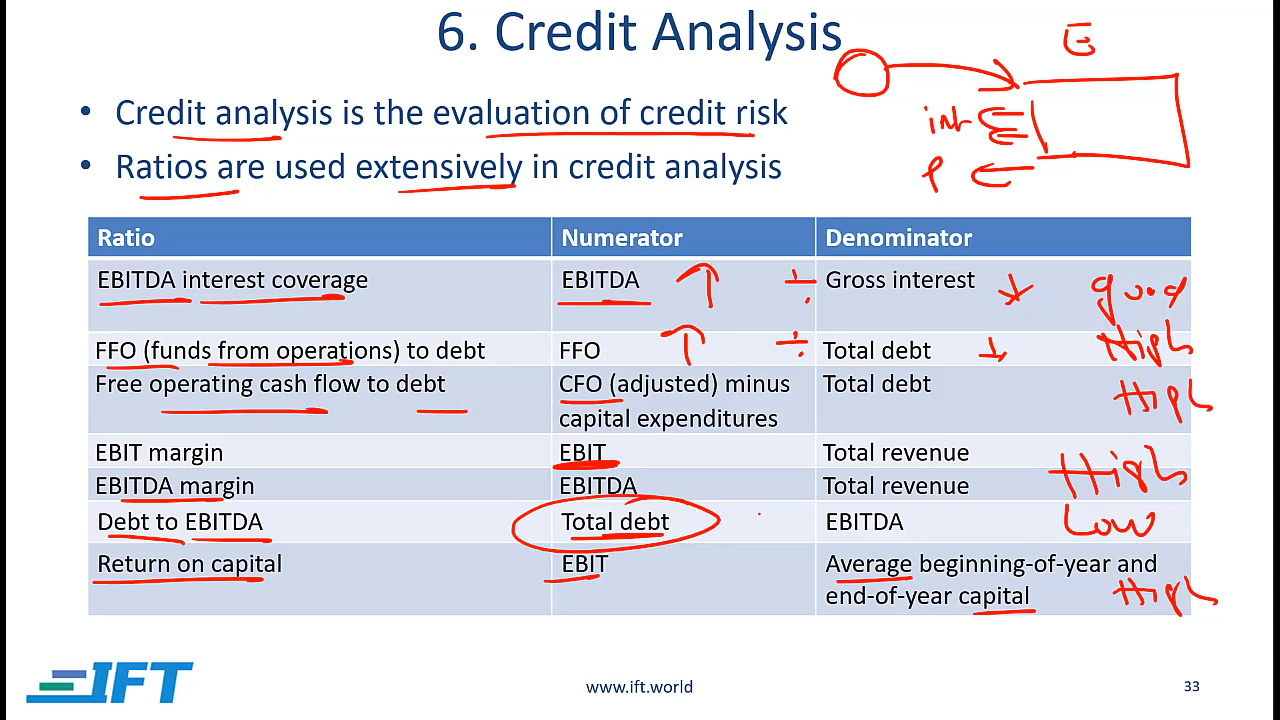 6. Credit Analysis
E
• Credit analysis is the evaluation of credit risk
int
• Ratios are used extensively in credit analysis
P
Ratio Numerator Denominator
EBITDA interest coverage EBITDA ↑ ÷ Gross interest ↓ good
FFO (funds from operations) to debt FFO ↑ ÷ Total debt ↓ High
Free operating cash flow to debt CFO (adjusted) minus Total debt High
capital expenditures
EBIT margin EBIT Total revenue
High
EBITDA margin EBITDA Total revenue
Debt to EBITDA Total debt EBITDA Low
Return on capital EBIT Average beginning-of-year and
end-of-year capital High
IFT
www.ift.world
33